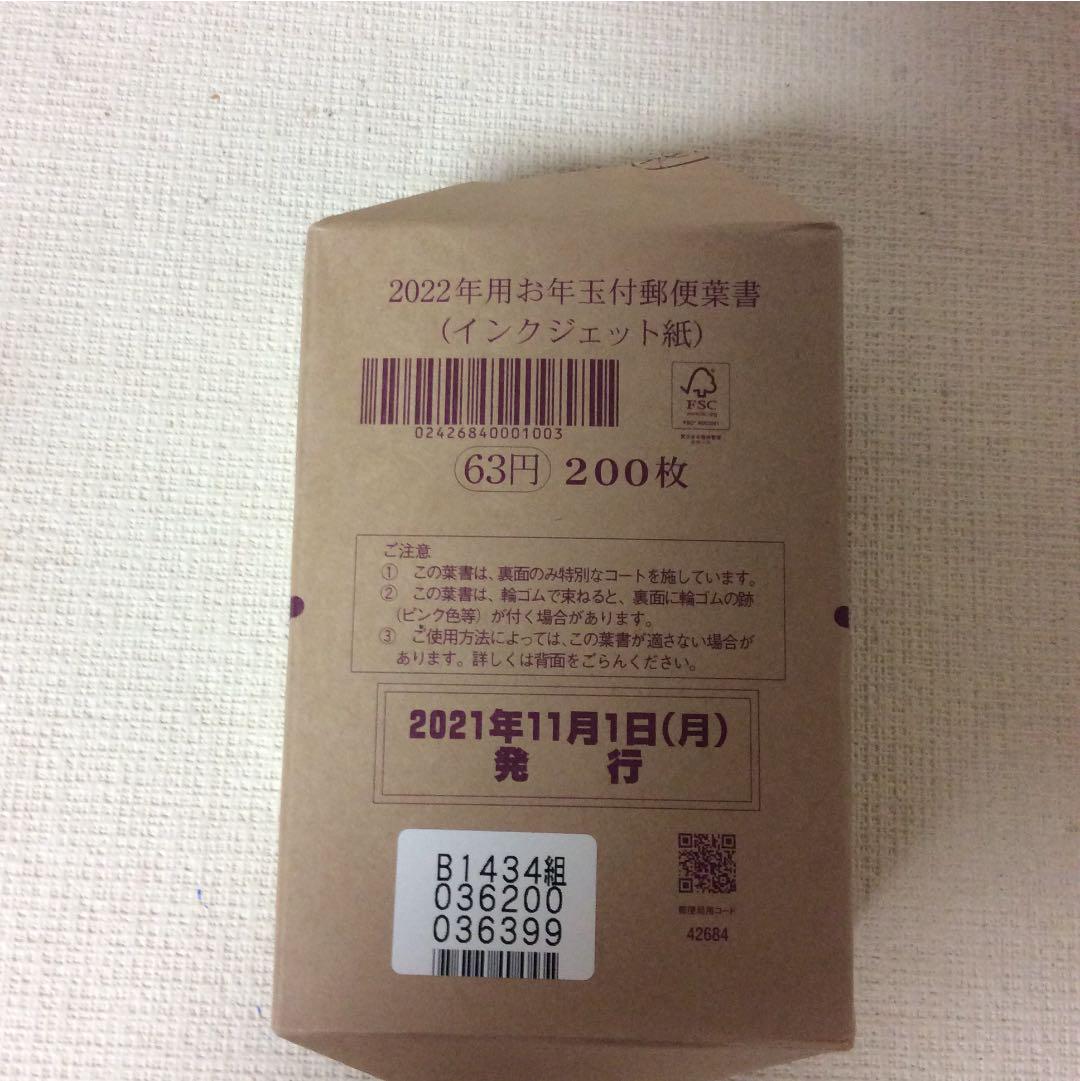 2022年用お年玉付郵便葉書
(インクジェット紙)
02426840001003
FSC
63円 200枚
ご注意
① この葉書は、裏面のみ特別なコートを施しています。
② この葉書は、輪ゴムで束ねると、裏面に輪ゴムの跡
(ピンク色等)が付く場合があります。
③ ご使用方法によっては、この葉書が適さない場合が
あります。詳しくは背面をごらんください。
2021年11月1日(月)
発 行
B1434組
036200
036399
郵便局用コード
42684